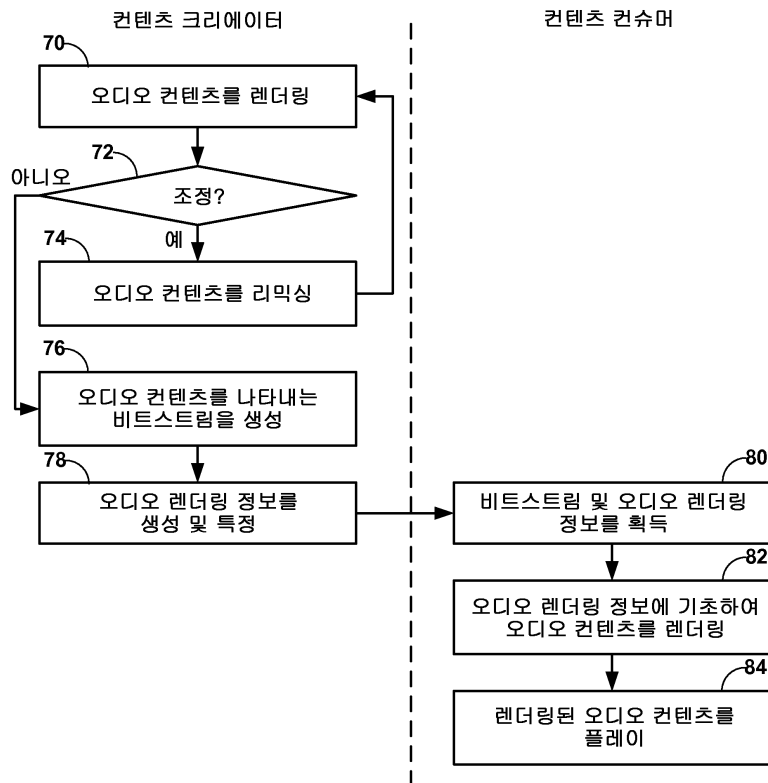 컨텐츠 크리에이터
컨텐츠 컨슈머
70
오디오 컨텐츠를 렌더링
72
아니오
조정?
예
74
오디오 컨텐츠를 리믹싱
76
오디오 컨텐츠를 나타내는
비트스트림을 생성
78
오디오 렌더링 정보를
생성 및 특정
80
비트스트림 및 오디오 렌더링
정보를 획득
82
오디오 렌더링 정보에 기초하여
오디오 컨텐츠를 렌더링
84
렌더링된 오디오 컨텐츠를
플레이